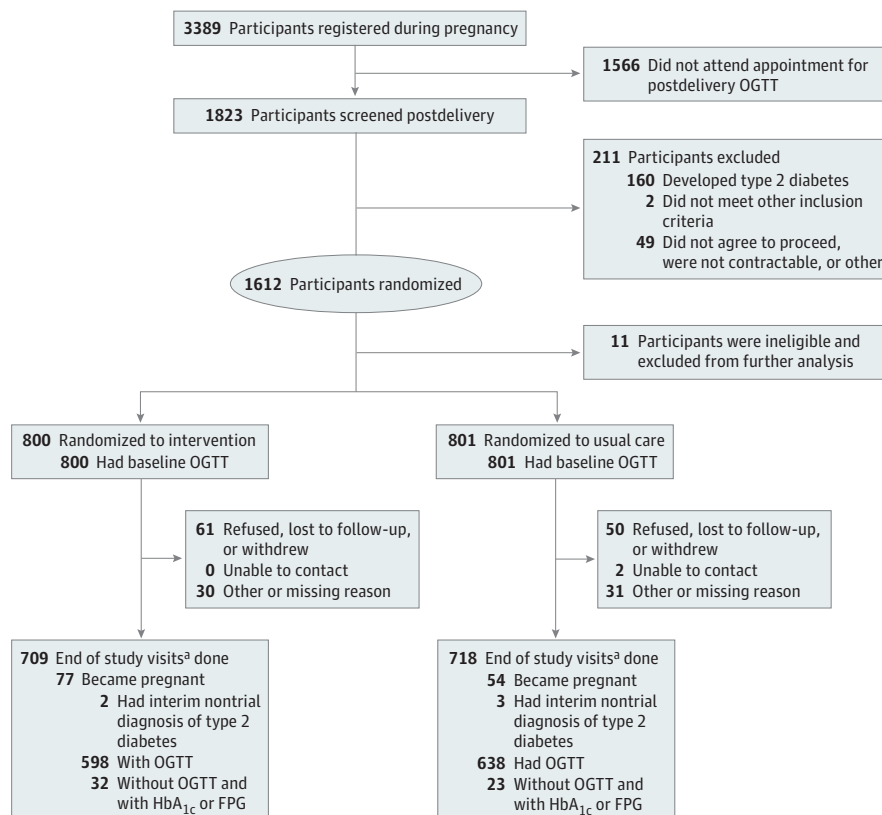 3389 Participants registered during pregnancy
1566 Did not attend appointment for
postdelivery OGTT
1823 Participants screened postdelivery
211 Participants excluded
160 Developed type 2 diabetes
2 Did not meet other inclusion
criteria
49 Did not agree to proceed,
were not contractable, or other
1612 Participants randomized
11 Participants were ineligible and
excluded from further analysis
800 Randomized to intervention
800 Had baseline OGTT
801 Randomized to usual care
801 Had baseline OGTT
61 Refused, lost to follow-up,
or withdrew
0 Unable to contact
30 Other or missing reason
50 Refused, lost to follow-up,
or withdrew
2 Unable to contact
31 Other or missing reason
709 End of study visitsᵃ done
77 Became pregnant
2 Had interim nontrial
diagnosis of type 2
diabetes
598 With OGTT
32 Without OGTT and
with HbA1c or FPG
718 End of study visitsᵃ done
54 Became pregnant
3 Had interim nontrial
diagnosis of type 2
diabetes
638 Had OGTT
23 Without OGTT and
with HbA1c or FPG